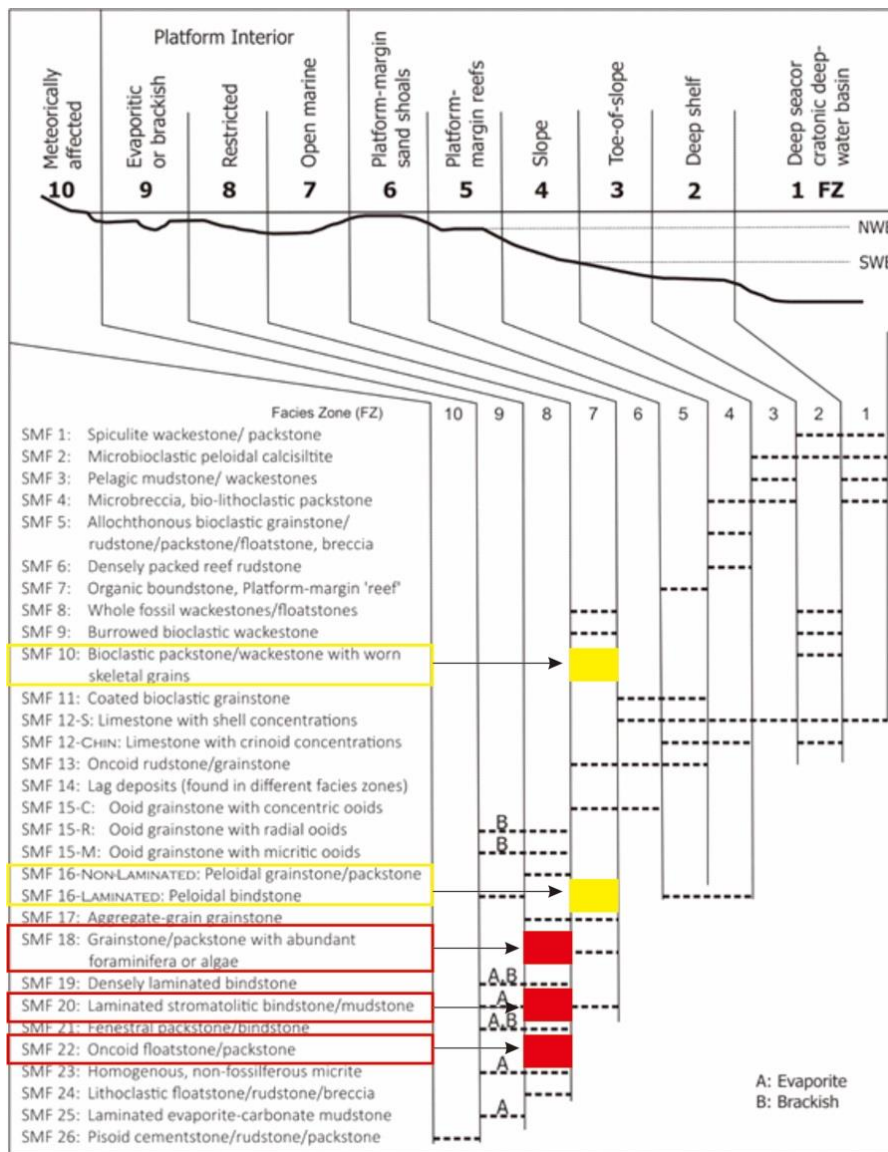 Platform Interior
Meteorically
affected
10
Evaporitic
or brackish
9
Restricted
8
Open marine
7
Platform-margin
sand shoals
6
Platform-
margin reefs
5
Slope
4
Toe-of-slope
3
Deep shelf
2
Deep seacor
cratonic deep-
water basin
1 FZ
NWB
SWB
Facies Zone (FZ) 10 9 8 7 6 5 4 3 2 1
SMF 1: Spiculite wackestone/ packstone
SMF 2: Microbioclastic peloidal calcisiltite
SMF 3: Pelagic mudstone/ wackestones
SMF 4: Microbreccia, bio-lithoclastic packstone
SMF 5: Allochthonous bioclastic grainstone/
rudstone/packstone/floatstone, breccia
SMF 6: Densely packed reef rudstone
SMF 7: Organic boundstone, Platform-margin 'reef'
SMF 8: Whole fossil wackestones/floatstones
SMF 9: Burrowed bioclastic wackestone
SMF 10: Bioclastic packstone/wackestone with worn
skeletal grains
SMF 11: Coated bioclastic grainstone
SMF 12-S: Limestone with shell concentrations
SMF 12-CHIN: Limestone with crinoid concentrations
SMF 13: Oncoid rudstone/grainstone
SMF 14: Lag deposits (found in different facies zones)
SMF 15-C: Ooid grainstone with concentric ooids
SMF 15-R: Ooid grainstone with radial ooids B
SMF 15-M: Ooid grainstone with micritic ooids B
SMF 16-NON-LAMINATED: Peloidal grainstone/packstone
SMF 16-LAMINATED: Peloidal bindstone
SMF 17: Aggregate-grain grainstone
SMF 18: Grainstone/packstone with abundant
foraminifera or algae
SMF 19: Densely laminated bindstone A,B
SMF 20: Laminated stromatolitic bindstone/mudstone A
SMF 21: Fenestral packstone/bindstone A,B
SMF 22: Oncoid floatstone/packstone
SMF 23: Homogenous, non-fossilferous micrite A
SMF 24: Lithoclastic floatstone/rudstone/breccia
SMF 25: Laminated evaporite-carbonate mudstone A
SMF 26: Pisoid cementstone/rudstone/packstone
A: Evaporite
B: Brackish